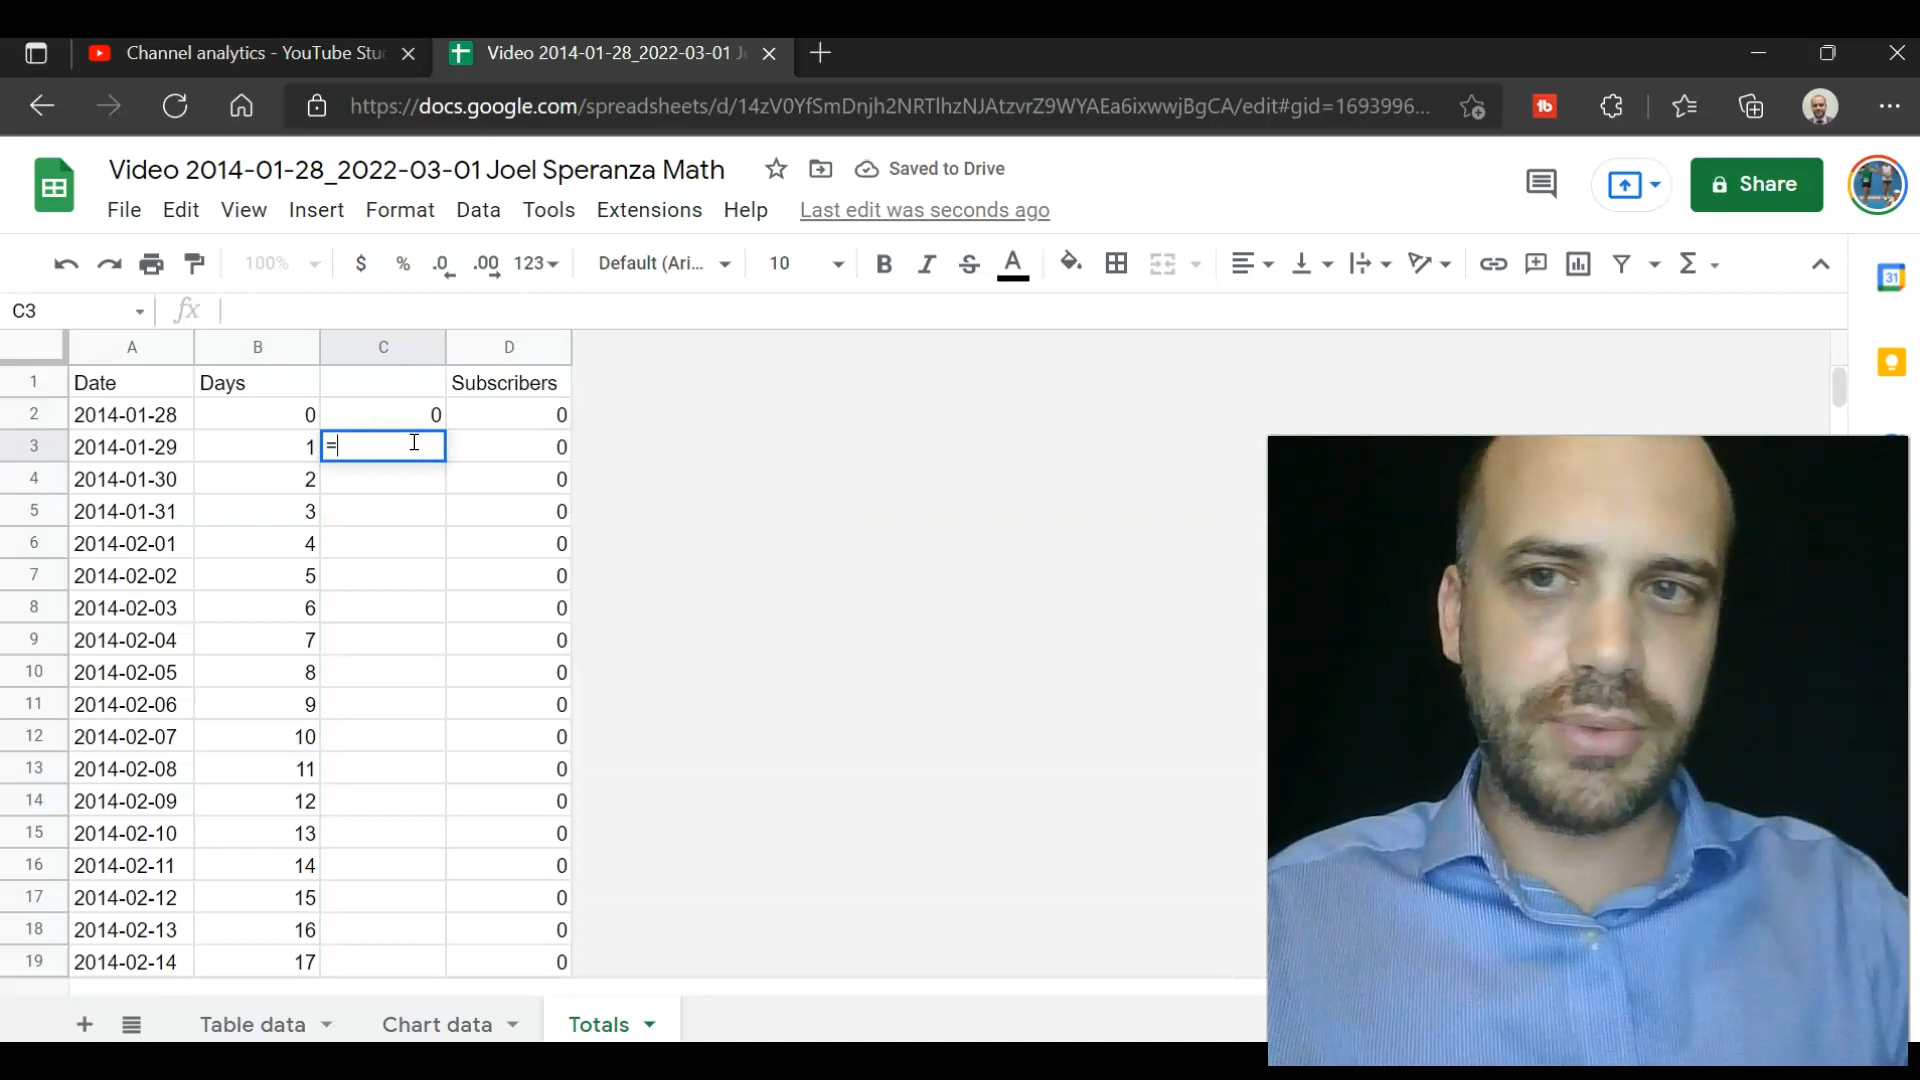 Channel analytics - YouTube Stu
Video 2014-01-28_2022-03-01 J
https://docs.google.com/spreadsheets/d/14zV0YfSmDnjh2NRTlhzNJAtzvrZ9WYAEa6ixwwjBgCA/edit#gid=1693996...
tb
Video 2014-01-28_2022-03-01 Joel Speranza Math
Saved to Drive
Share
File Edit View Insert Format Data Tools Extensions Help Last edit was seconds ago
100% $ % .0 .00 123 Default (Ari... 10 B I S A Σ
31
C3 fx
A B C D
1 Date Days Subscribers
2 2014-01-28 0 0 0
3 2014-01-29 1 = 0
4 2014-01-30 2 0
5 2014-01-31 3 0
6 2014-02-01 4 0
7 2014-02-02 5 0
8 2014-02-03 6 0
9 2014-02-04 7 0
10 2014-02-05 8 0
11 2014-02-06 9 0
12 2014-02-07 10 0
13 2014-02-08 11 0
14 2014-02-09 12 0
15 2014-02-10 13 0
16 2014-02-11 14 0
17 2014-02-12 15 0
18 2014-02-13 16 0
19 2014-02-14 17 0
Table data Chart data Totals